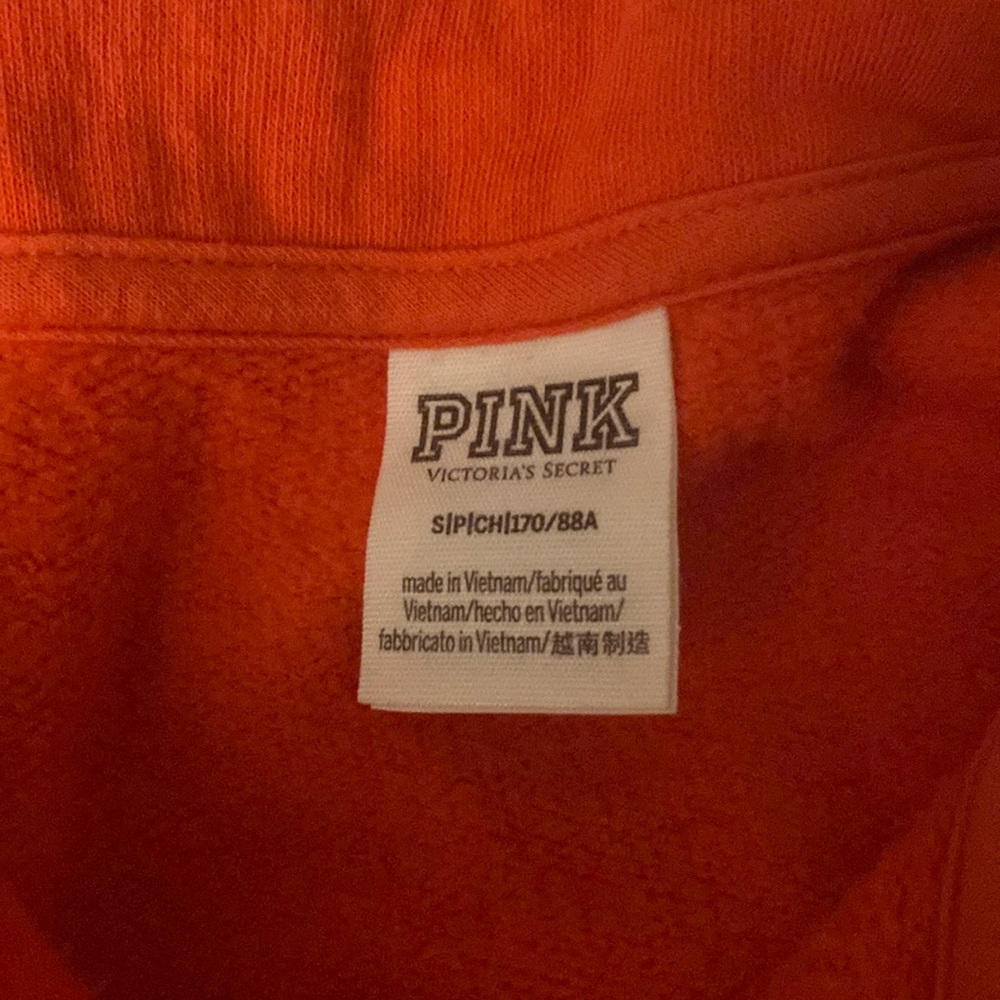 PINK
VICTORIA'S SECRET
S|P|CH|170/88A
made in Vietnam/fabriqué au
Vietnam/hecho en Vietnam/
fabbricato in Vietnam/越南制造